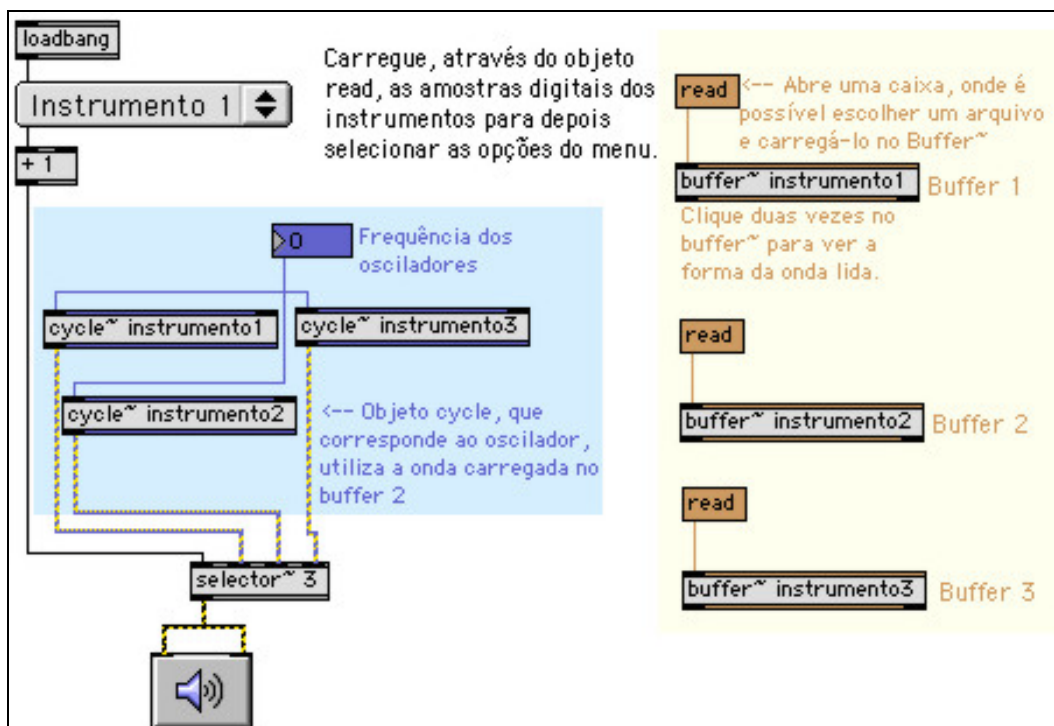 loadbang
Instrumento 1
+ 1
Carregue, através do objeto
read, as amostras digitais dos
instrumentos para depois
selecionar as opções do menu.
0
Frequência dos
osciladores
cycle~ instrumento1
cycle~ instrumento3
cycle~ instrumento2
<-- Objeto cycle, que
corresponde ao oscilador,
utiliza a onda carregada no
buffer 2
selector~ 3
read
<-- Abre uma caixa, onde é
possível escolher um arquivo
e carregá-lo no Buffer~
buffer~ instrumento1
Buffer 1
Clique duas vezes no
buffer~ para ver a
forma da onda lida.
read
buffer~ instrumento2
Buffer 2
read
buffer~ instrumento3
Buffer 3